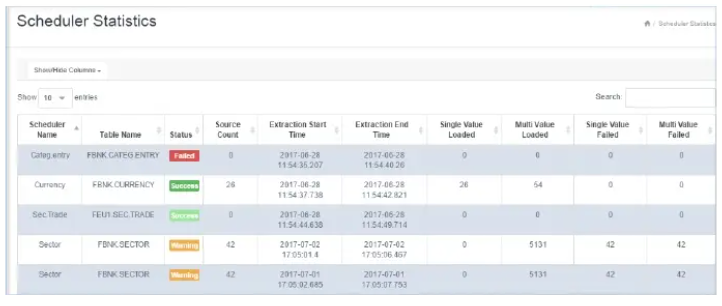 Scheduler Statistics
/ Scheduler Statistics
Show/Hide Columns
Show 10 entries
Search:
Scheduler Name Table Name Status Source Count Extraction Start Time Extraction End Time Single Value Loaded Multi Value Loaded Single Value Failed Multi Value Failed
Categ.entry FBNK.CATEG.ENTRY Failed 0 2017-06-28 11:54:35.207 2017-06-28 11:54:40.26 0 0 0
Currency FBNK.CURRENCY Success 26 2017-06-28 11:54:37.738 2017-06-28 11:54:42.821 26 54 0 0
Sec.Trade FEU1.SEC.TRADE Success 0 2017-06-28 11:54:44.638 2017-06-28 11:54:49.714 0 0 0 0
Sector FBNK.SECTOR Warning 42 2017-07-02 17:05:01.4 2017-07-02 17:05:06.467 0 5131 42 42
Sector FBNK.SECTOR Warning 42 2017-07-01 17:05:02.685 2017-07-01 17:05:07.753 0 5131 42 42